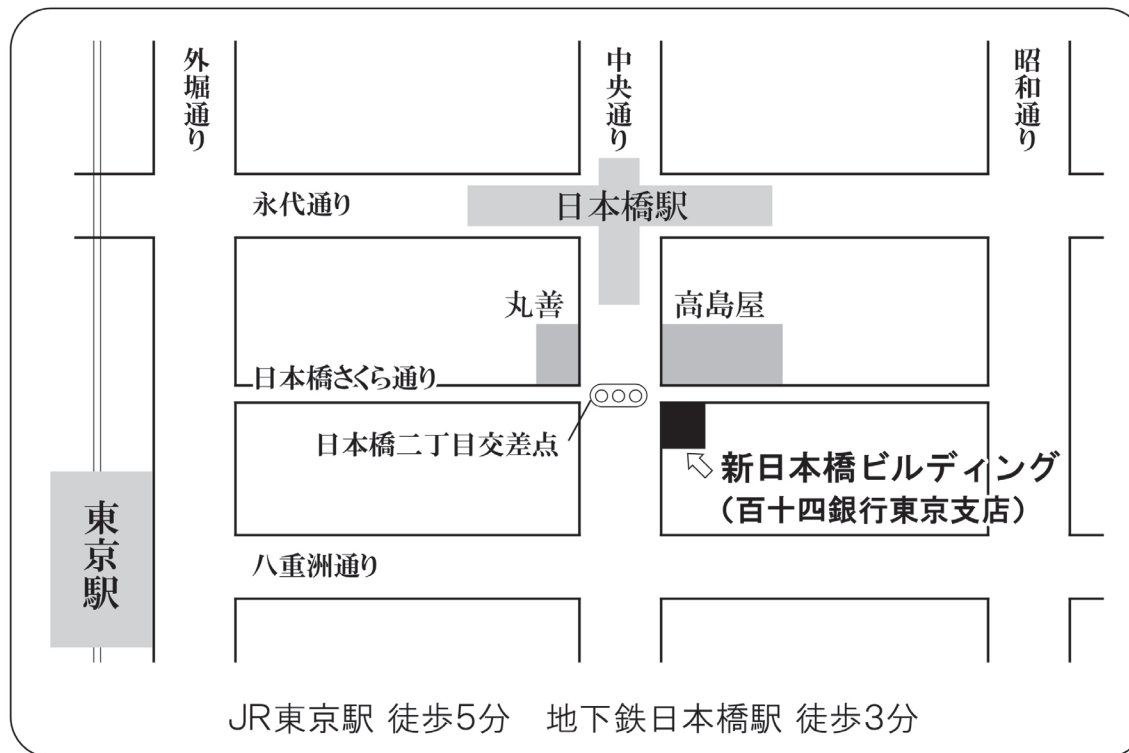 外堀通り
中央通り
昭和通り
永代通り
日本橋駅
丸善
高島屋
日本橋さくら通り
日本橋二丁目交差点
新日本橋ビルディング
（百十四銀行東京支店）
東京駅
八重洲通り
JR東京駅 徒歩5分　地下鉄日本橋駅 徒歩3分